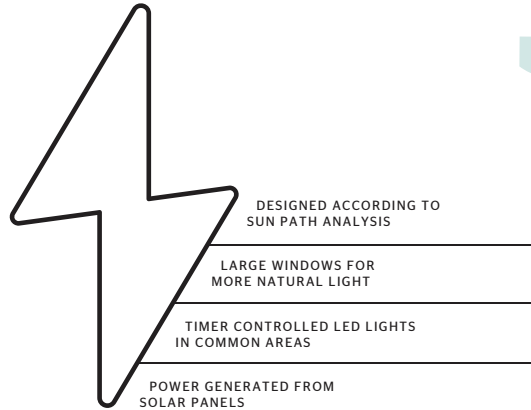 DESIGNED ACCORDING TO
SUN PATH ANALYSIS
LARGE WINDOWS FOR
MORE NATURAL LIGHT
TIMER CONTROLLED LED LIGHTS
IN COMMON AREAS
POWER GENERATED FROM
SOLAR PANELS